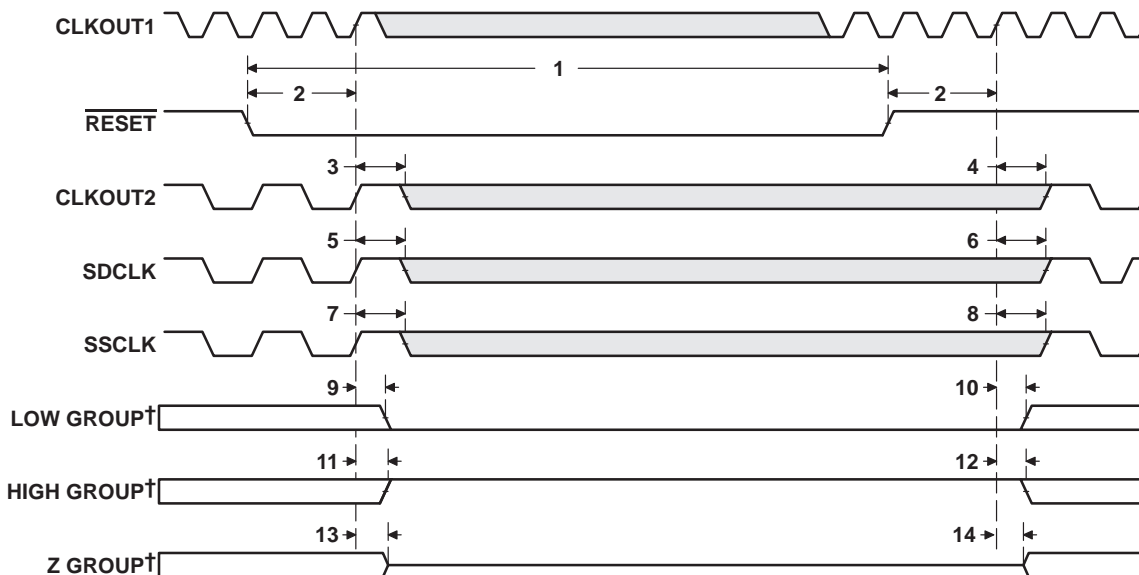 CLKOUT1
1
2 2
RESET
3 4
CLKOUT2
5 6
SDCLK
7 8
SSCLK
9 10
LOW GROUP†
11 12
HIGH GROUP†
13 14
Z GROUP†